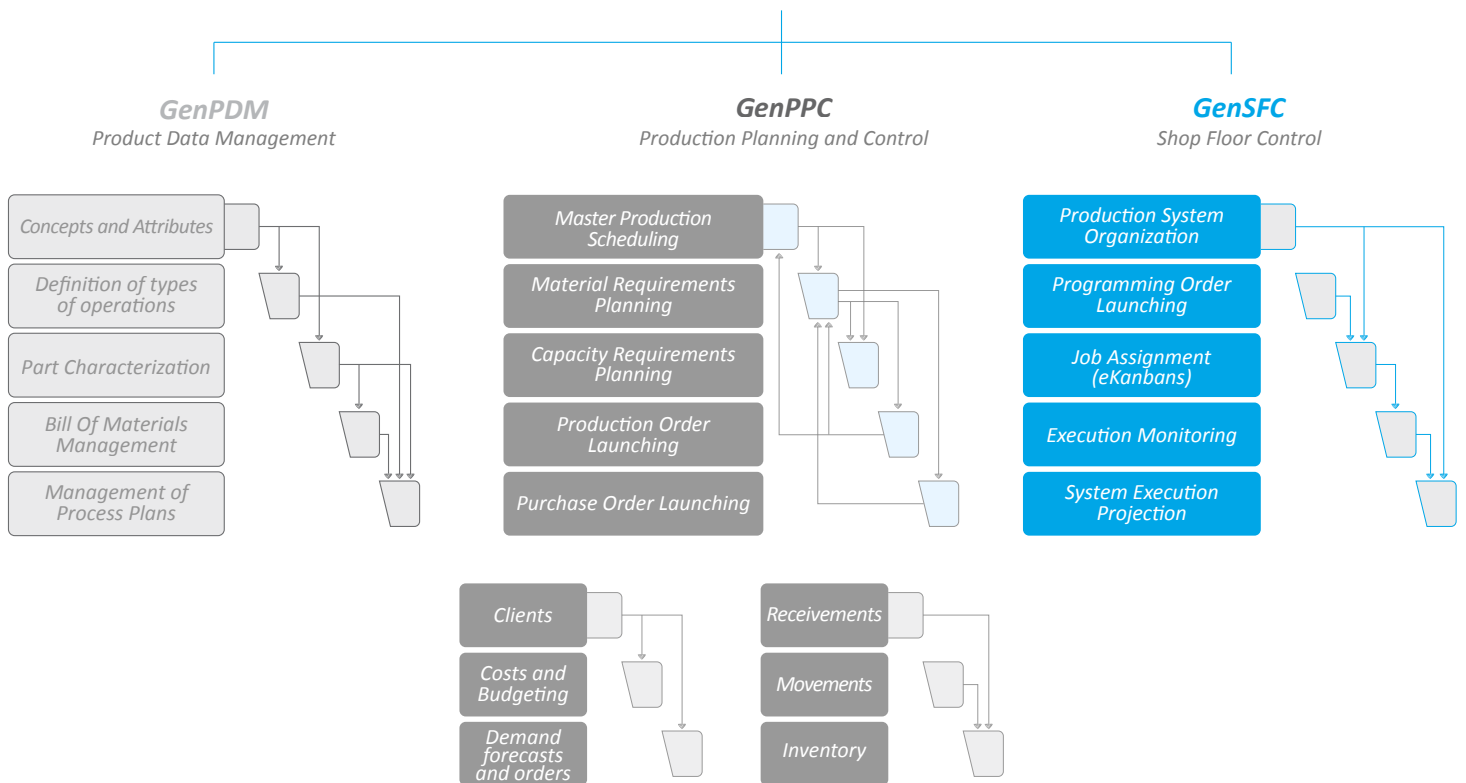 GenPDM
Product Data Management
Concepts and Attributes
Definition of types
of operations
Part Characterization
Bill Of Materials
Management
Management of
Process Plans
GenPPC
Production Planning and Control
Master Production
Scheduling
Material Requirements
Planning
Capacity Requirements
Planning
Production Order
Launching
Purchase Order Launching
GenSFC
Shop Floor Control
Production System
Organization
Programming Order
Launching
Job Assignment
(eKanbans)
Execution Monitoring
System Execution
Projection
Clients
Costs and
Budgeting
Demand
forecasts
and orders
Receivements
Movements
Inventory